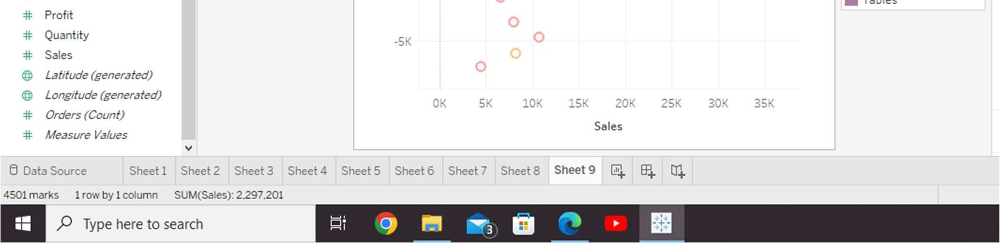 Tables
Profit
Quantity
Sales
Latitude (generated)
Longitude (generated)
Orders (Count)
Measure Values
-5K
0K 5K 10K 15K 20K 25K 30K 35K
Sales
Data Source Sheet 1 Sheet 2 Sheet 3 Sheet 4 Sheet 5 Sheet 6 Sheet 7 Sheet 8 Sheet 9
4501 marks 1 row by 1 column SUM(Sales): 2,297,201
Type here to search
3